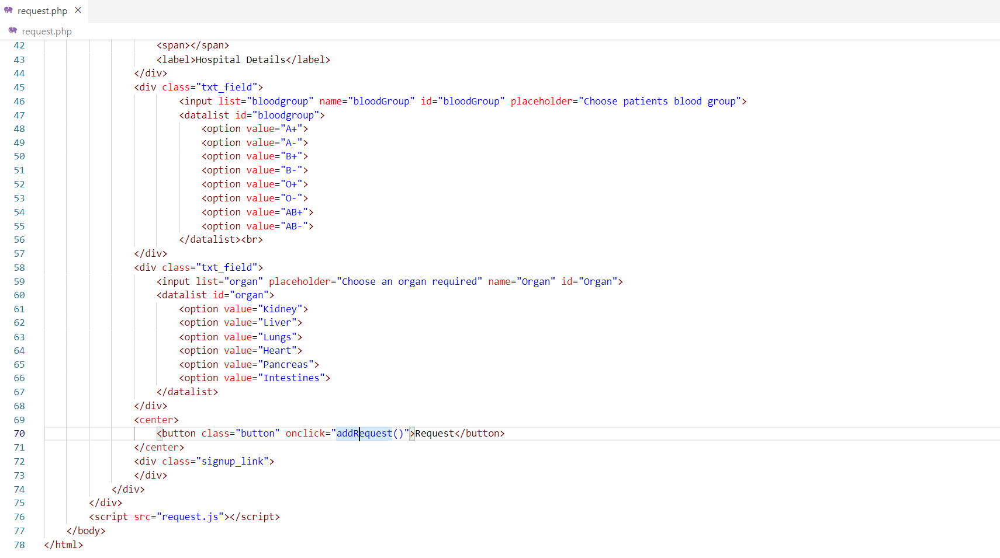 request.php
request.php
42 <span></span>
43 <label>Hospital Details</label>
44 </div>
45 <div class="txt_field">
46 <input list="bloodgroup" name="bloodGroup" id="bloodGroup" placeholder="Choose patients blood group">
47 <datalist id="bloodgroup">
48 <option value="A+">
49 <option value="A-">
50 <option value="B+">
51 <option value="B-">
52 <option value="O+">
53 <option value="O-">
54 <option value="AB+">
55 <option value="AB-">
56 </datalist><br>
57 </div>
58 <div class="txt_field">
59 <input list="organ" placeholder="Choose an organ required" name="Organ" id="Organ">
60 <datalist id="organ">
61 <option value="Kidney">
62 <option value="Liver">
63 <option value="Lungs">
64 <option value="Heart">
65 <option value="Pancreas">
66 <option value="Intestines">
67 </datalist>
68 </div>
69 <center>
70 <button class="button" onclick="addRequest()">Request</button>
71 </center>
72 <div class="signup_link">
73 </div>
74 </div>
75 </div>
76 <script src="request.js"></script>
77 </body>
78 </html>